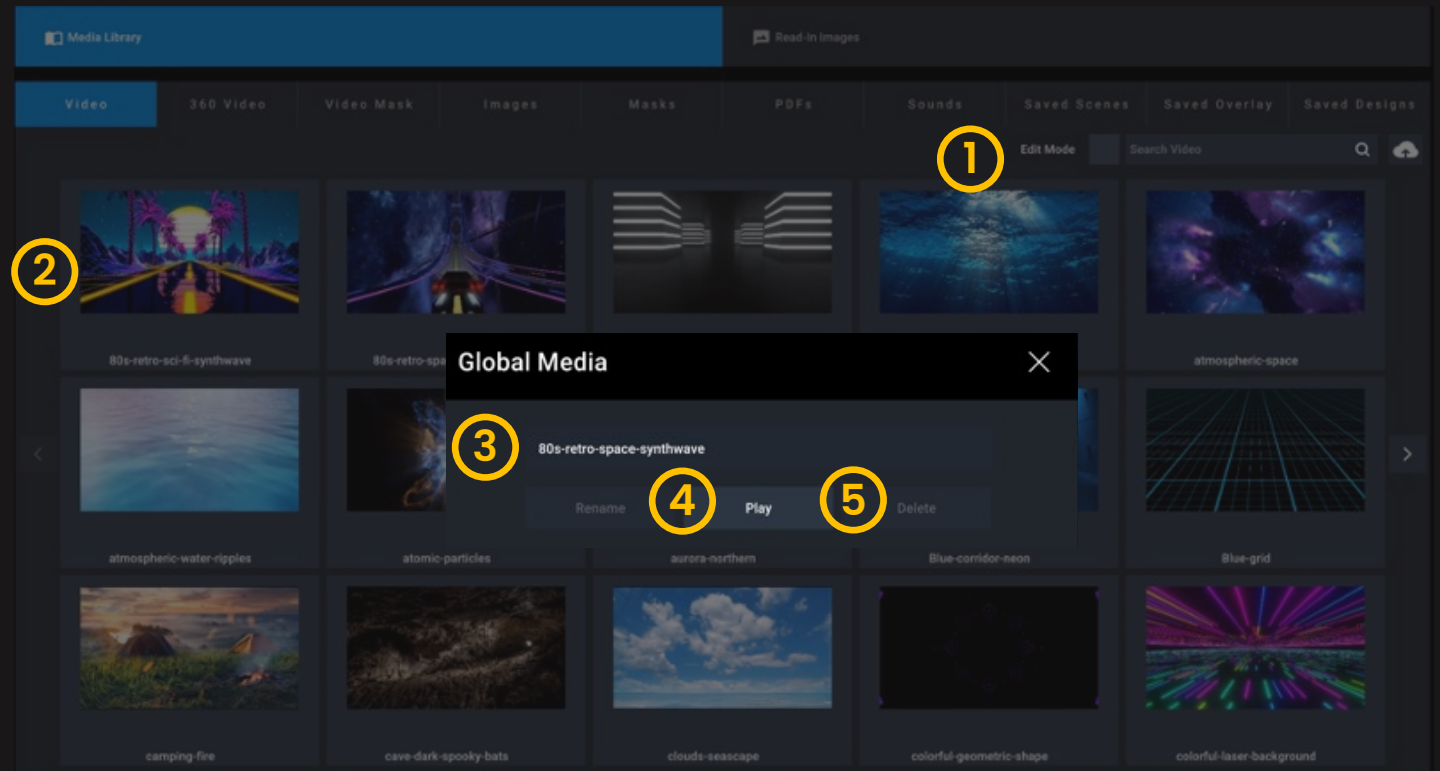 Media Library
Read-In Images
Video
360 Video
Video Mask
Images
Masks
PDFs
Sounds
Saved Scenes
Saved Overlay
Saved Designs
1
Edit Mode
Search Video
2
80s-retro-sci-fi-synthwave
80s-retro-spa
atmospheric-space
Global Media
3
80s-retro-space-synthwave
Rename
4
Play
5
Delete
atmospheric-water-ripples
atomic-particles
aurora-northern
Blue-corridor-neon
Blue-grid
camping-fire
cave-dark-spooky-bats
clouds-seascape
colorful-geometric-shape
colorful-laser-background